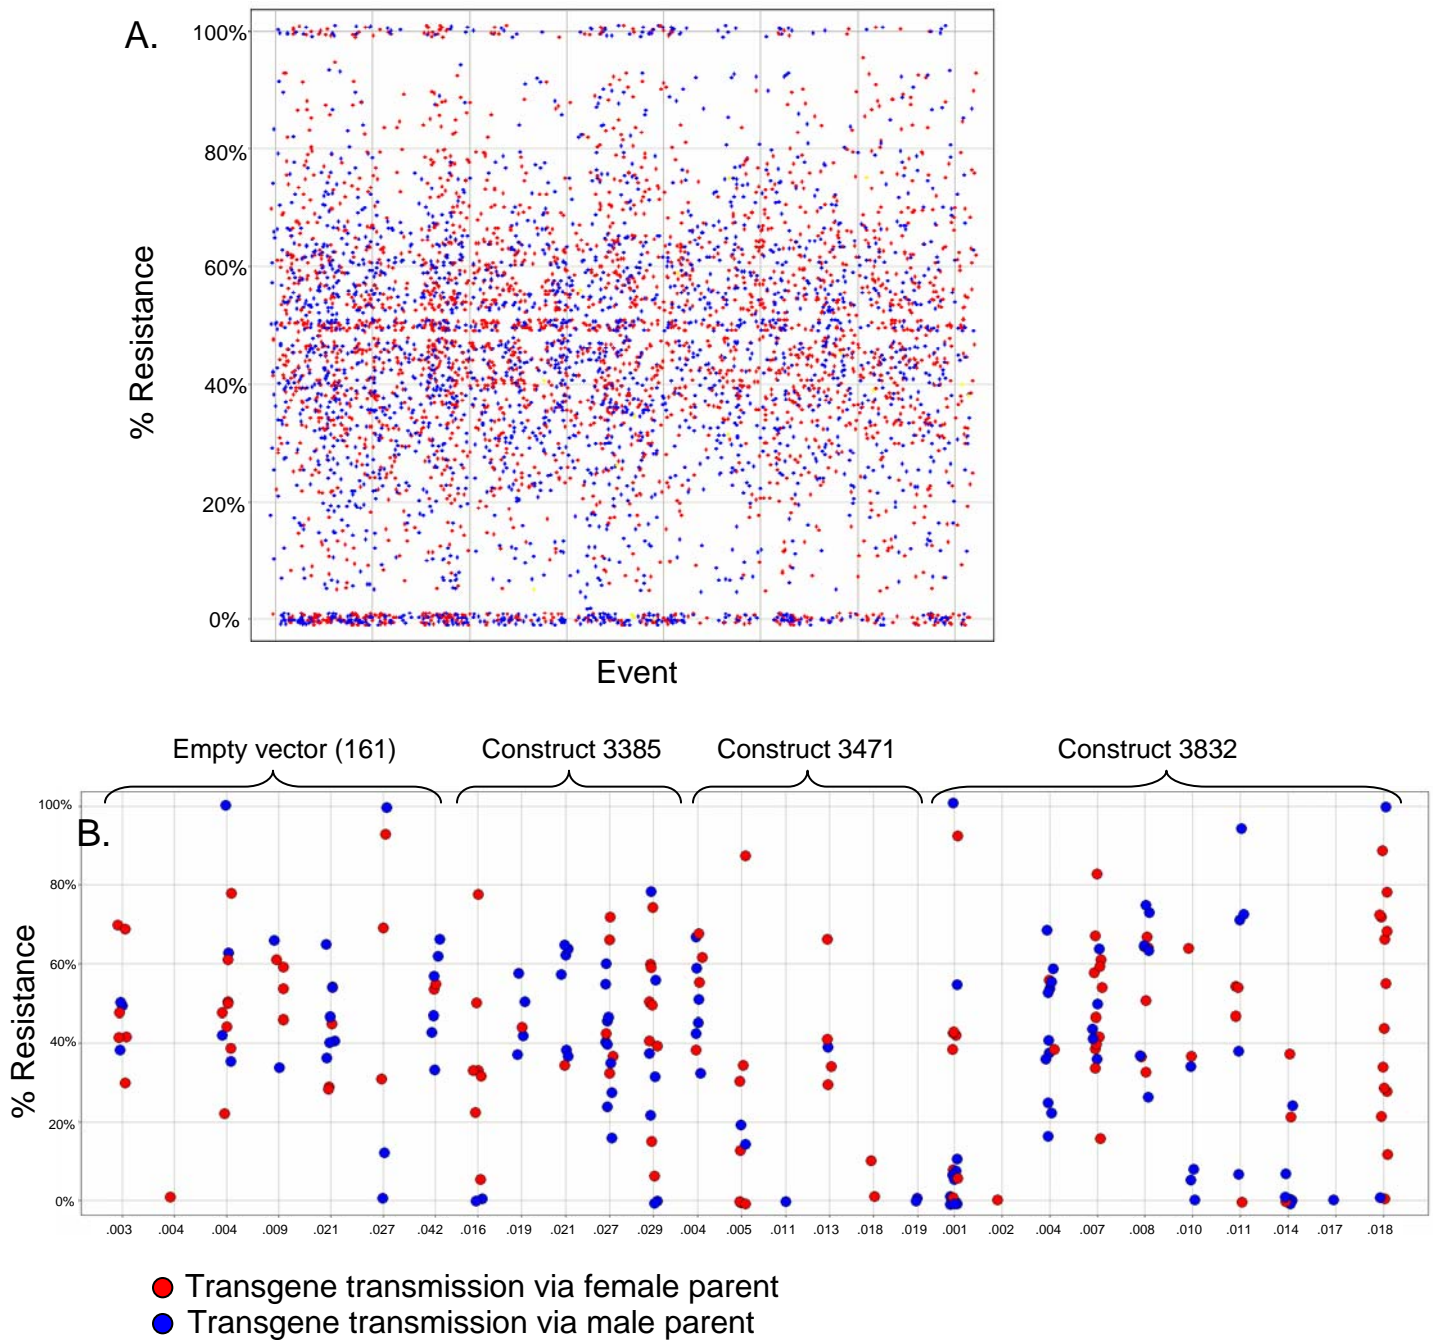 A.
100%
80%
60%
40%
20%
0%
% Resistance
Event
Empty vector (161) Construct 3385 Construct 3471 Construct 3832
B.
100%
80%
60%
40%
20%
0%
% Resistance
.003 .004 .004 .009 .021 .027 .042 .016 .019 .021 .027 .029 .004 .005 .011 .013 .018 .019 .001 .002 .004 .007 .008 .010 .011 .014 .017 .018
Transgene transmission via female parent
Transgene transmission via male parent